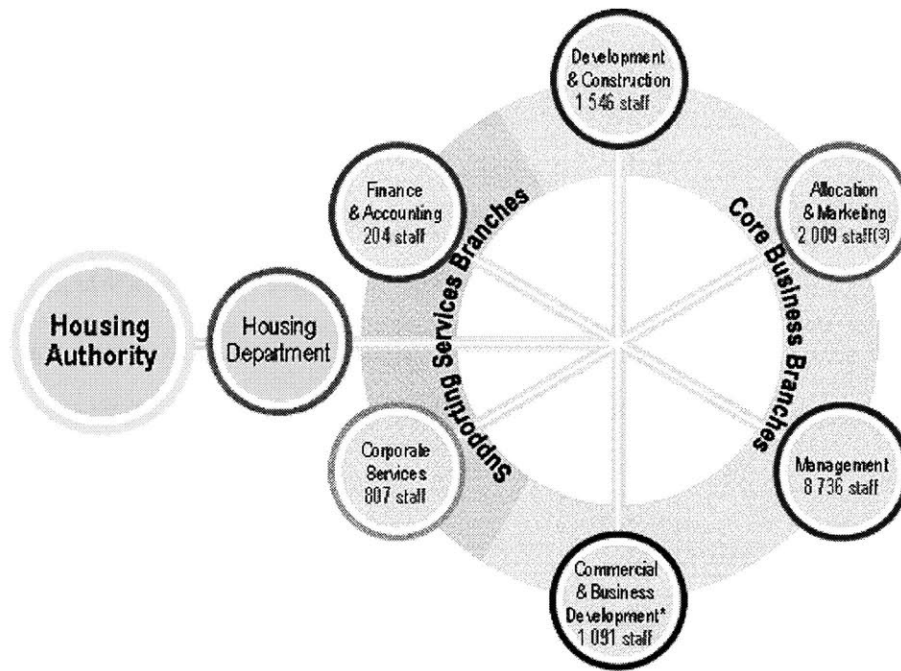 Development
& Construction
1 546 staff
Finance
& Accounting
204 staff
Allocation
& Marketing
2 009 staff(3)
Supporting Services Branches
Core Business Branches
Housing
Authority
Housing
Department
Corporate
Services
807 staff
Management
8 736 staff
Commercial
& Business
Development*
1 091 staff